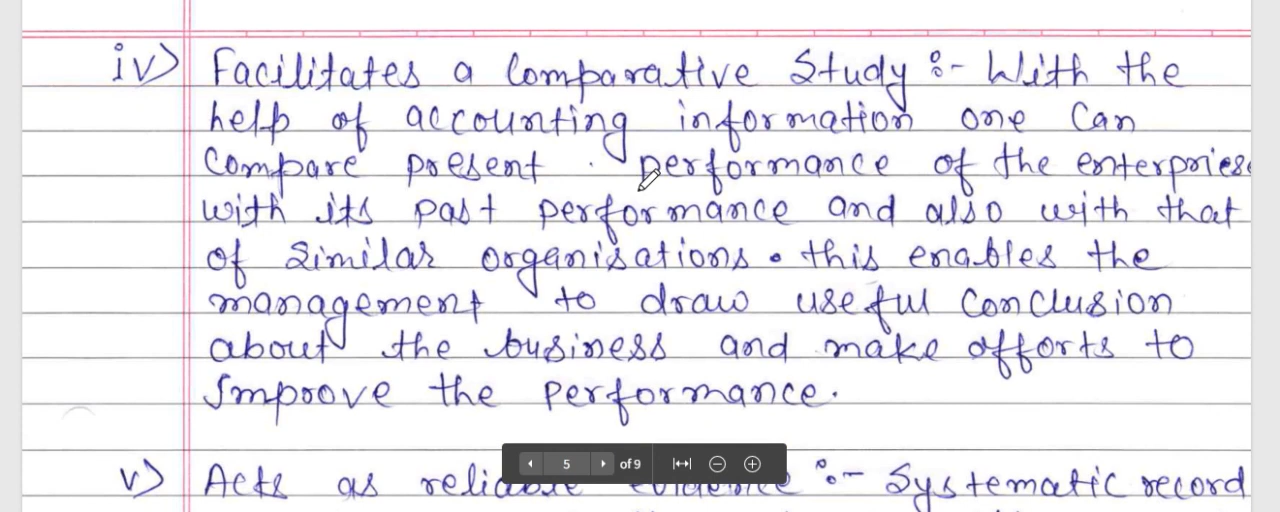 iv) Facilitates a Comparative Study :- With the
help of accounting information one Can
Compare present performance of the enterprise
with its past performance and also with that
of similar organisations. this enables the
management to draw useful Conclusion
about the business and make efforts to
Improve the performance.
5 of 9
v) Acts as reliable evidence :- Systematic record